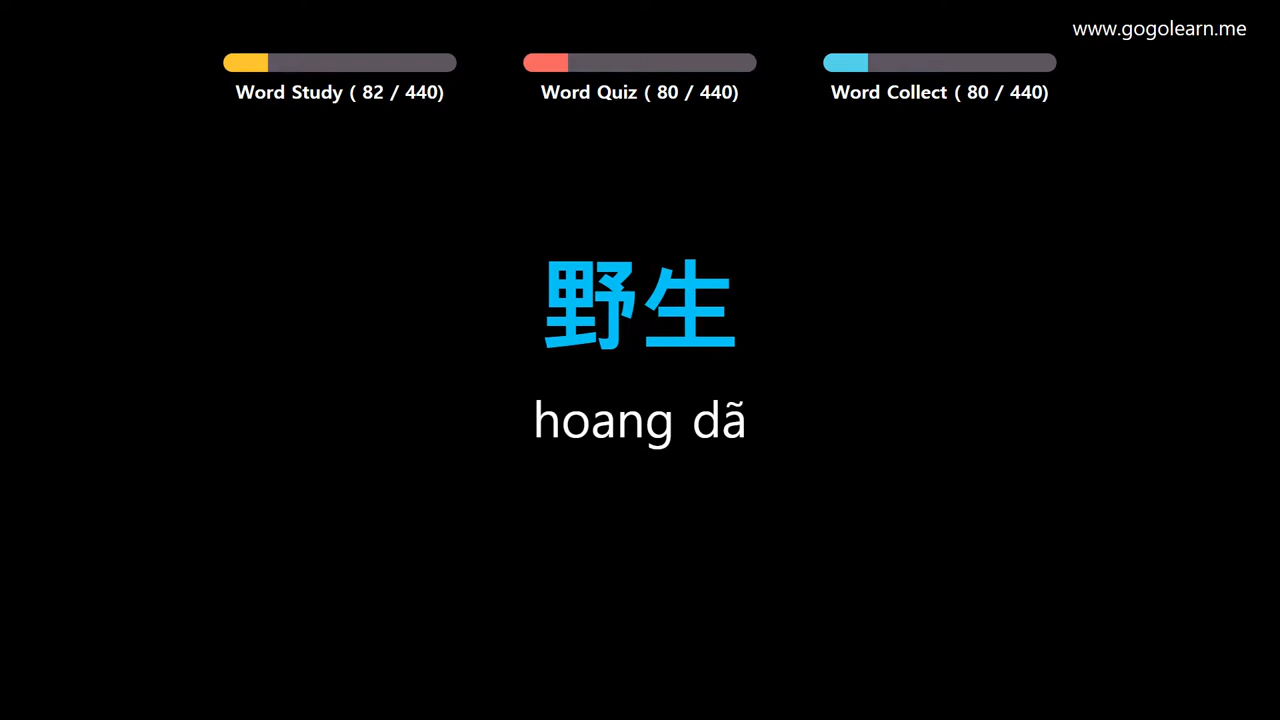 www.gogolearn.me
Word Study ( 82 / 440)
Word Quiz ( 80 / 440)
Word Collect ( 80 / 440)
野生
hoang dã